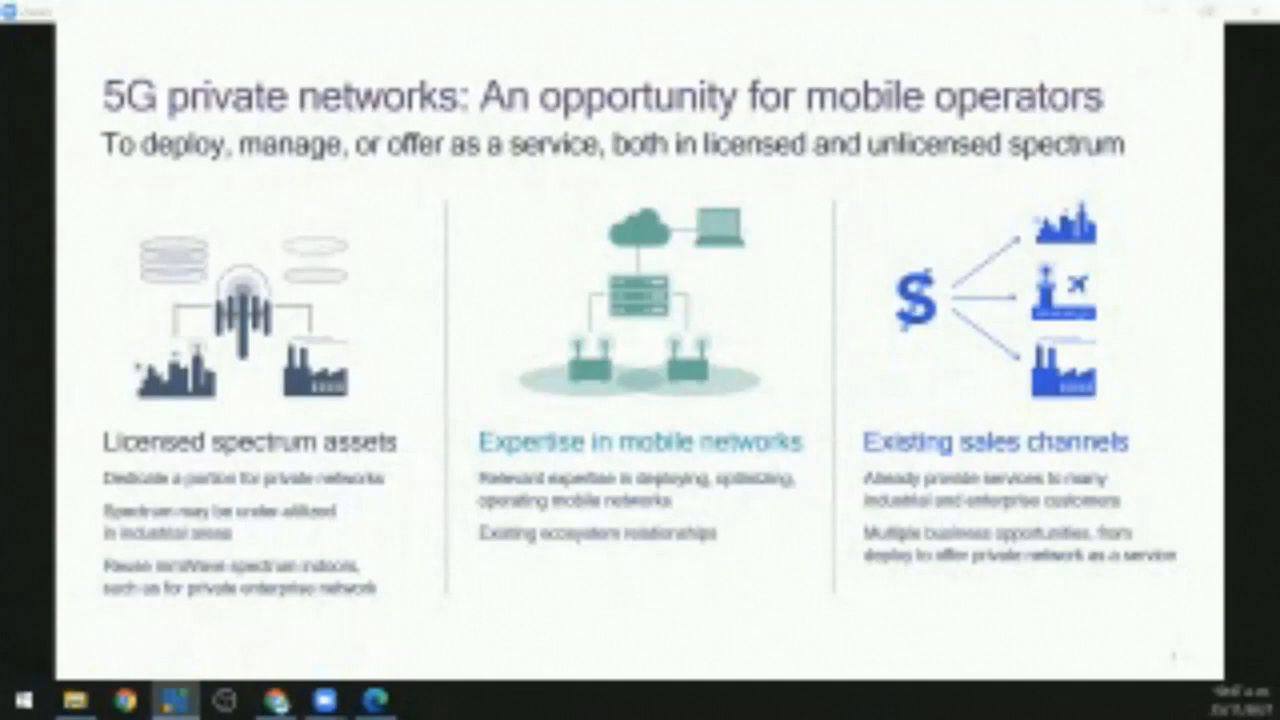 5G private networks: An opportunity for mobile operators
To deploy, manage, or offer as a service, both in licensed and unlicensed spectrum
Licensed spectrum assets
Dedicate a portion for private networks
Spectrum may be under-utilized
in industrial areas
Reuse mmWave spectrum indoors,
such as for private enterprise network
Expertise in mobile networks
Relevant expertise in deploying, optimizing,
operating mobile networks
Existing ecosystem relationships
$
Existing sales channels
Already provide services to many
industrial and enterprise customers
Multiple business opportunities, from
deploy to offer private network as a service